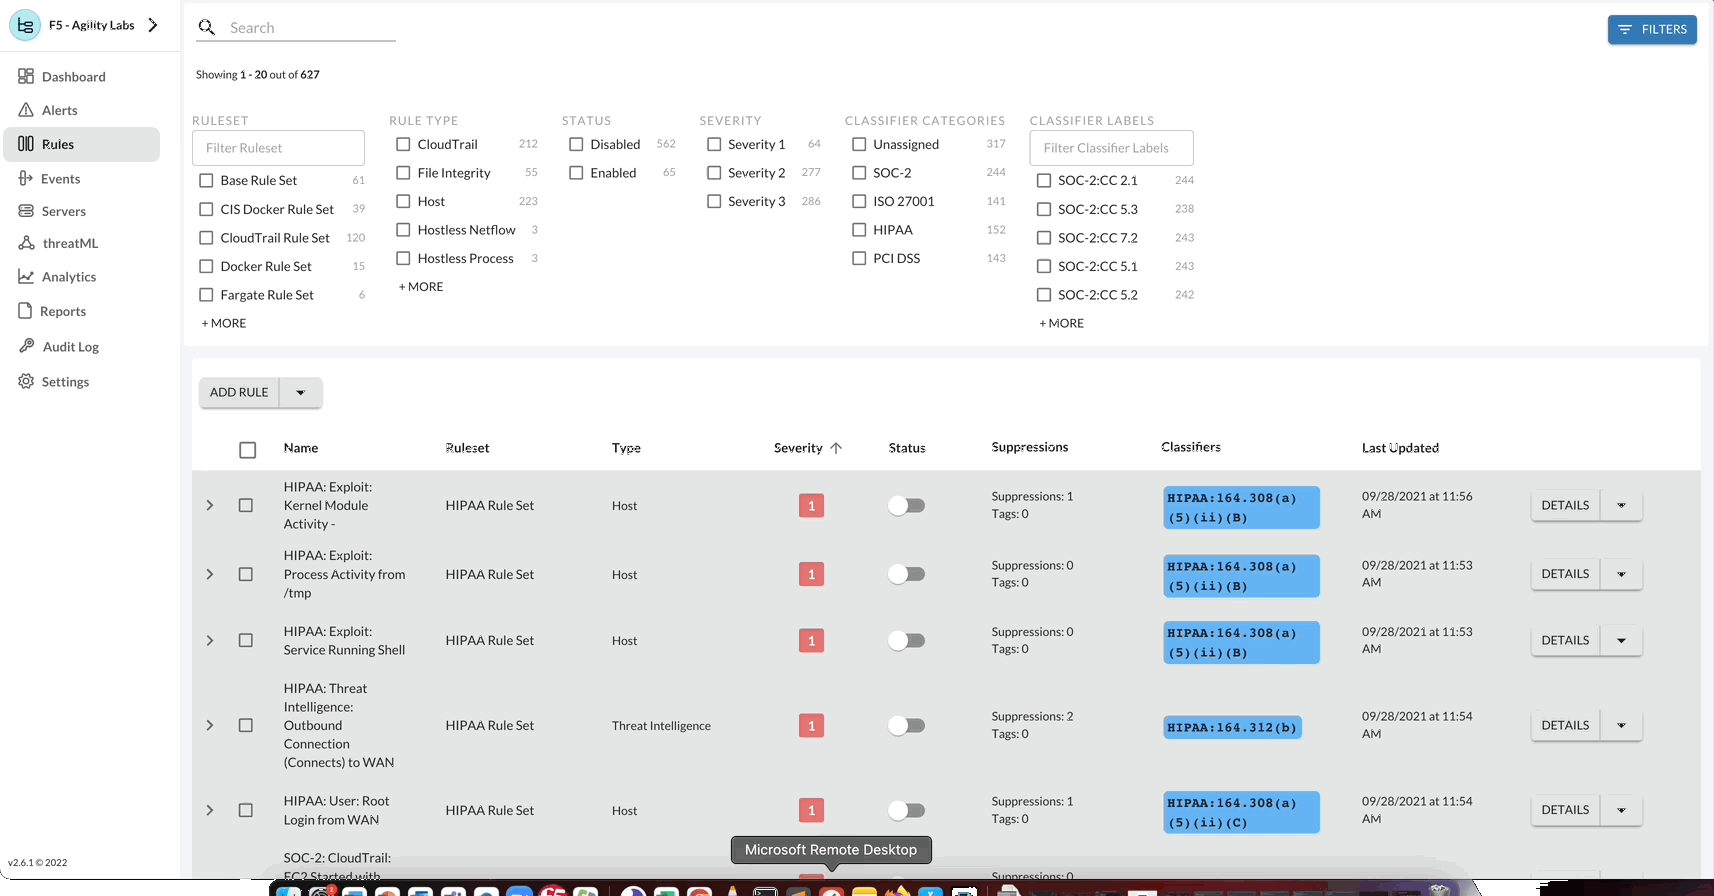 F5 - Agility Labs
Search
FILTERS
Showing 1 - 20 out of 627
Dashboard
Alerts
Rules
Events
Servers
threatML
Analytics
Reports
Audit Log
Settings
v2.6.1 © 2022
RULESET
Filter Ruleset
Base Rule Set 61
CIS Docker Rule Set 39
CloudTrail Rule Set 120
Docker Rule Set 15
Fargate Rule Set 6
+ MORE
RULE TYPE
CloudTrail 212
File Integrity 55
Host 223
Hostless Netflow 3
Hostless Process 3
+ MORE
STATUS
Disabled 562
Enabled 65
SEVERITY
Severity 1 64
Severity 2 277
Severity 3 286
CLASSIFIER CATEGORIES
Unassigned 317
SOC-2 244
ISO 27001 141
HIPAA 152
PCI DSS 143
CLASSIFIER LABELS
Filter Classifier Labels
SOC-2:CC 2.1 244
SOC-2:CC 5.3 238
SOC-2:CC 7.2 243
SOC-2:CC 5.1 243
SOC-2:CC 5.2 242
+ MORE
ADD RULE
Name Ruleset Type Severity Status Suppressions Classifiers Last Updated
HIPAA: Exploit:
Kernel Module
Activity -
HIPAA Rule Set
Host
1
Suppressions: 1
Tags: 0
HIPAA:164.308(a)
(5)(ii)(B)
09/28/2021 at 11:56
AM
DETAILS
HIPAA: Exploit:
Process Activity from
/tmp
HIPAA Rule Set
Host
1
Suppressions: 0
Tags: 0
HIPAA:164.308(a)
(5)(ii)(B)
09/28/2021 at 11:53
AM
DETAILS
HIPAA: Exploit:
Service Running Shell
HIPAA Rule Set
Host
1
Suppressions: 0
Tags: 0
HIPAA:164.308(a)
(5)(ii)(B)
09/28/2021 at 11:53
AM
DETAILS
HIPAA: Threat
Intelligence:
Outbound
Connection
(Connects) to WAN
HIPAA Rule Set
Threat Intelligence
1
Suppressions: 2
Tags: 0
HIPAA:164.312(b)
09/28/2021 at 11:54
AM
DETAILS
HIPAA: User: Root
Login from WAN
HIPAA Rule Set
Host
1
Suppressions: 1
Tags: 0
HIPAA:164.308(a)
(5)(ii)(C)
09/28/2021 at 11:54
AM
DETAILS
SOC-2: CloudTrail:
EC2 Started with
Suppressions: 0
Microsoft Remote Desktop